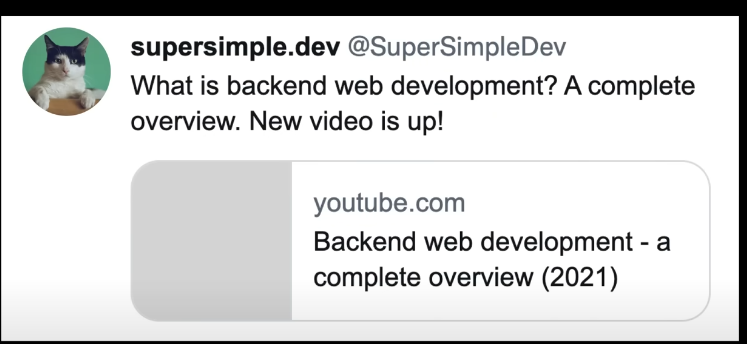 supersimple.dev @SuperSimpleDev
What is backend web development? A complete
overview. New video is up!
youtube.com
Backend web development - a
complete overview (2021)